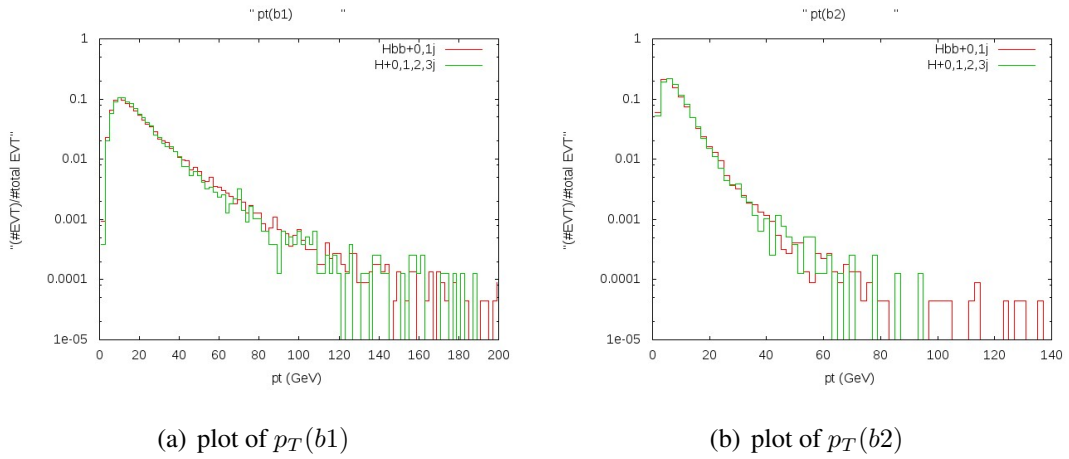 " pt(b1) "
"(#EVT)/#total EVT"
1
0.1
0.01
0.001
0.0001
1e-05
Hbb+0,1j
H+0,1,2,3j
0 20 40 60 80 100 120 140 160 180 200
pt (GeV)
(a) plot of p_T(b1)
" pt(b2) "
"(#EVT)/#total EVT"
1
0.1
0.01
0.001
0.0001
1e-05
Hbb+0,1j
H+0,1,2,3j
0 20 40 60 80 100 120 140
pt (GeV)
(b) plot of p_T(b2)